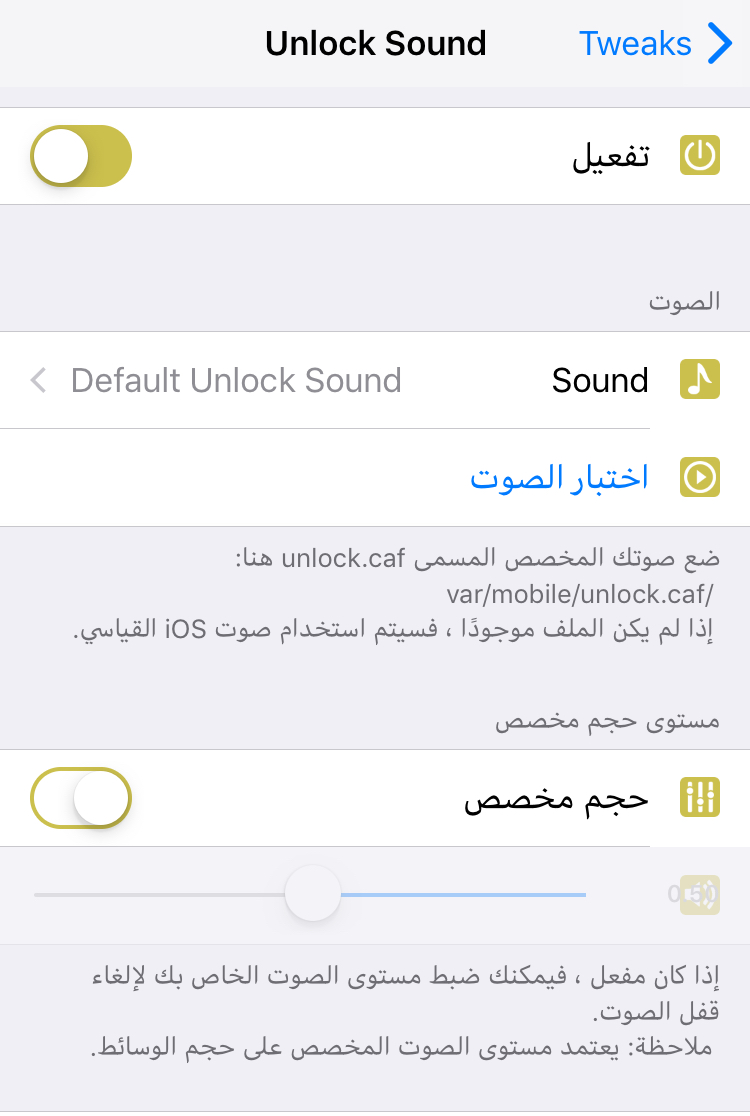 Unlock Sound
Tweaks
تفعيل
الصوت
Sound
Default Unlock Sound
اختبار الصوت
ضع صوتك المخصص المسمى unlock.caf هنا:
/var/mobile/unlock.caf
إذا لم يكن الملف موجودًا ، فسيتم استخدام صوت iOS القياسي.
مستوى حجم مخصص
حجم مخصص
0.50
إذا كان مفعل ، فيمكنك ضبط مستوى الصوت الخاص بك لإلغاء
قفل الصوت.
ملاحظة: يعتمد مستوى الصوت المخصص على حجم الوسائط.